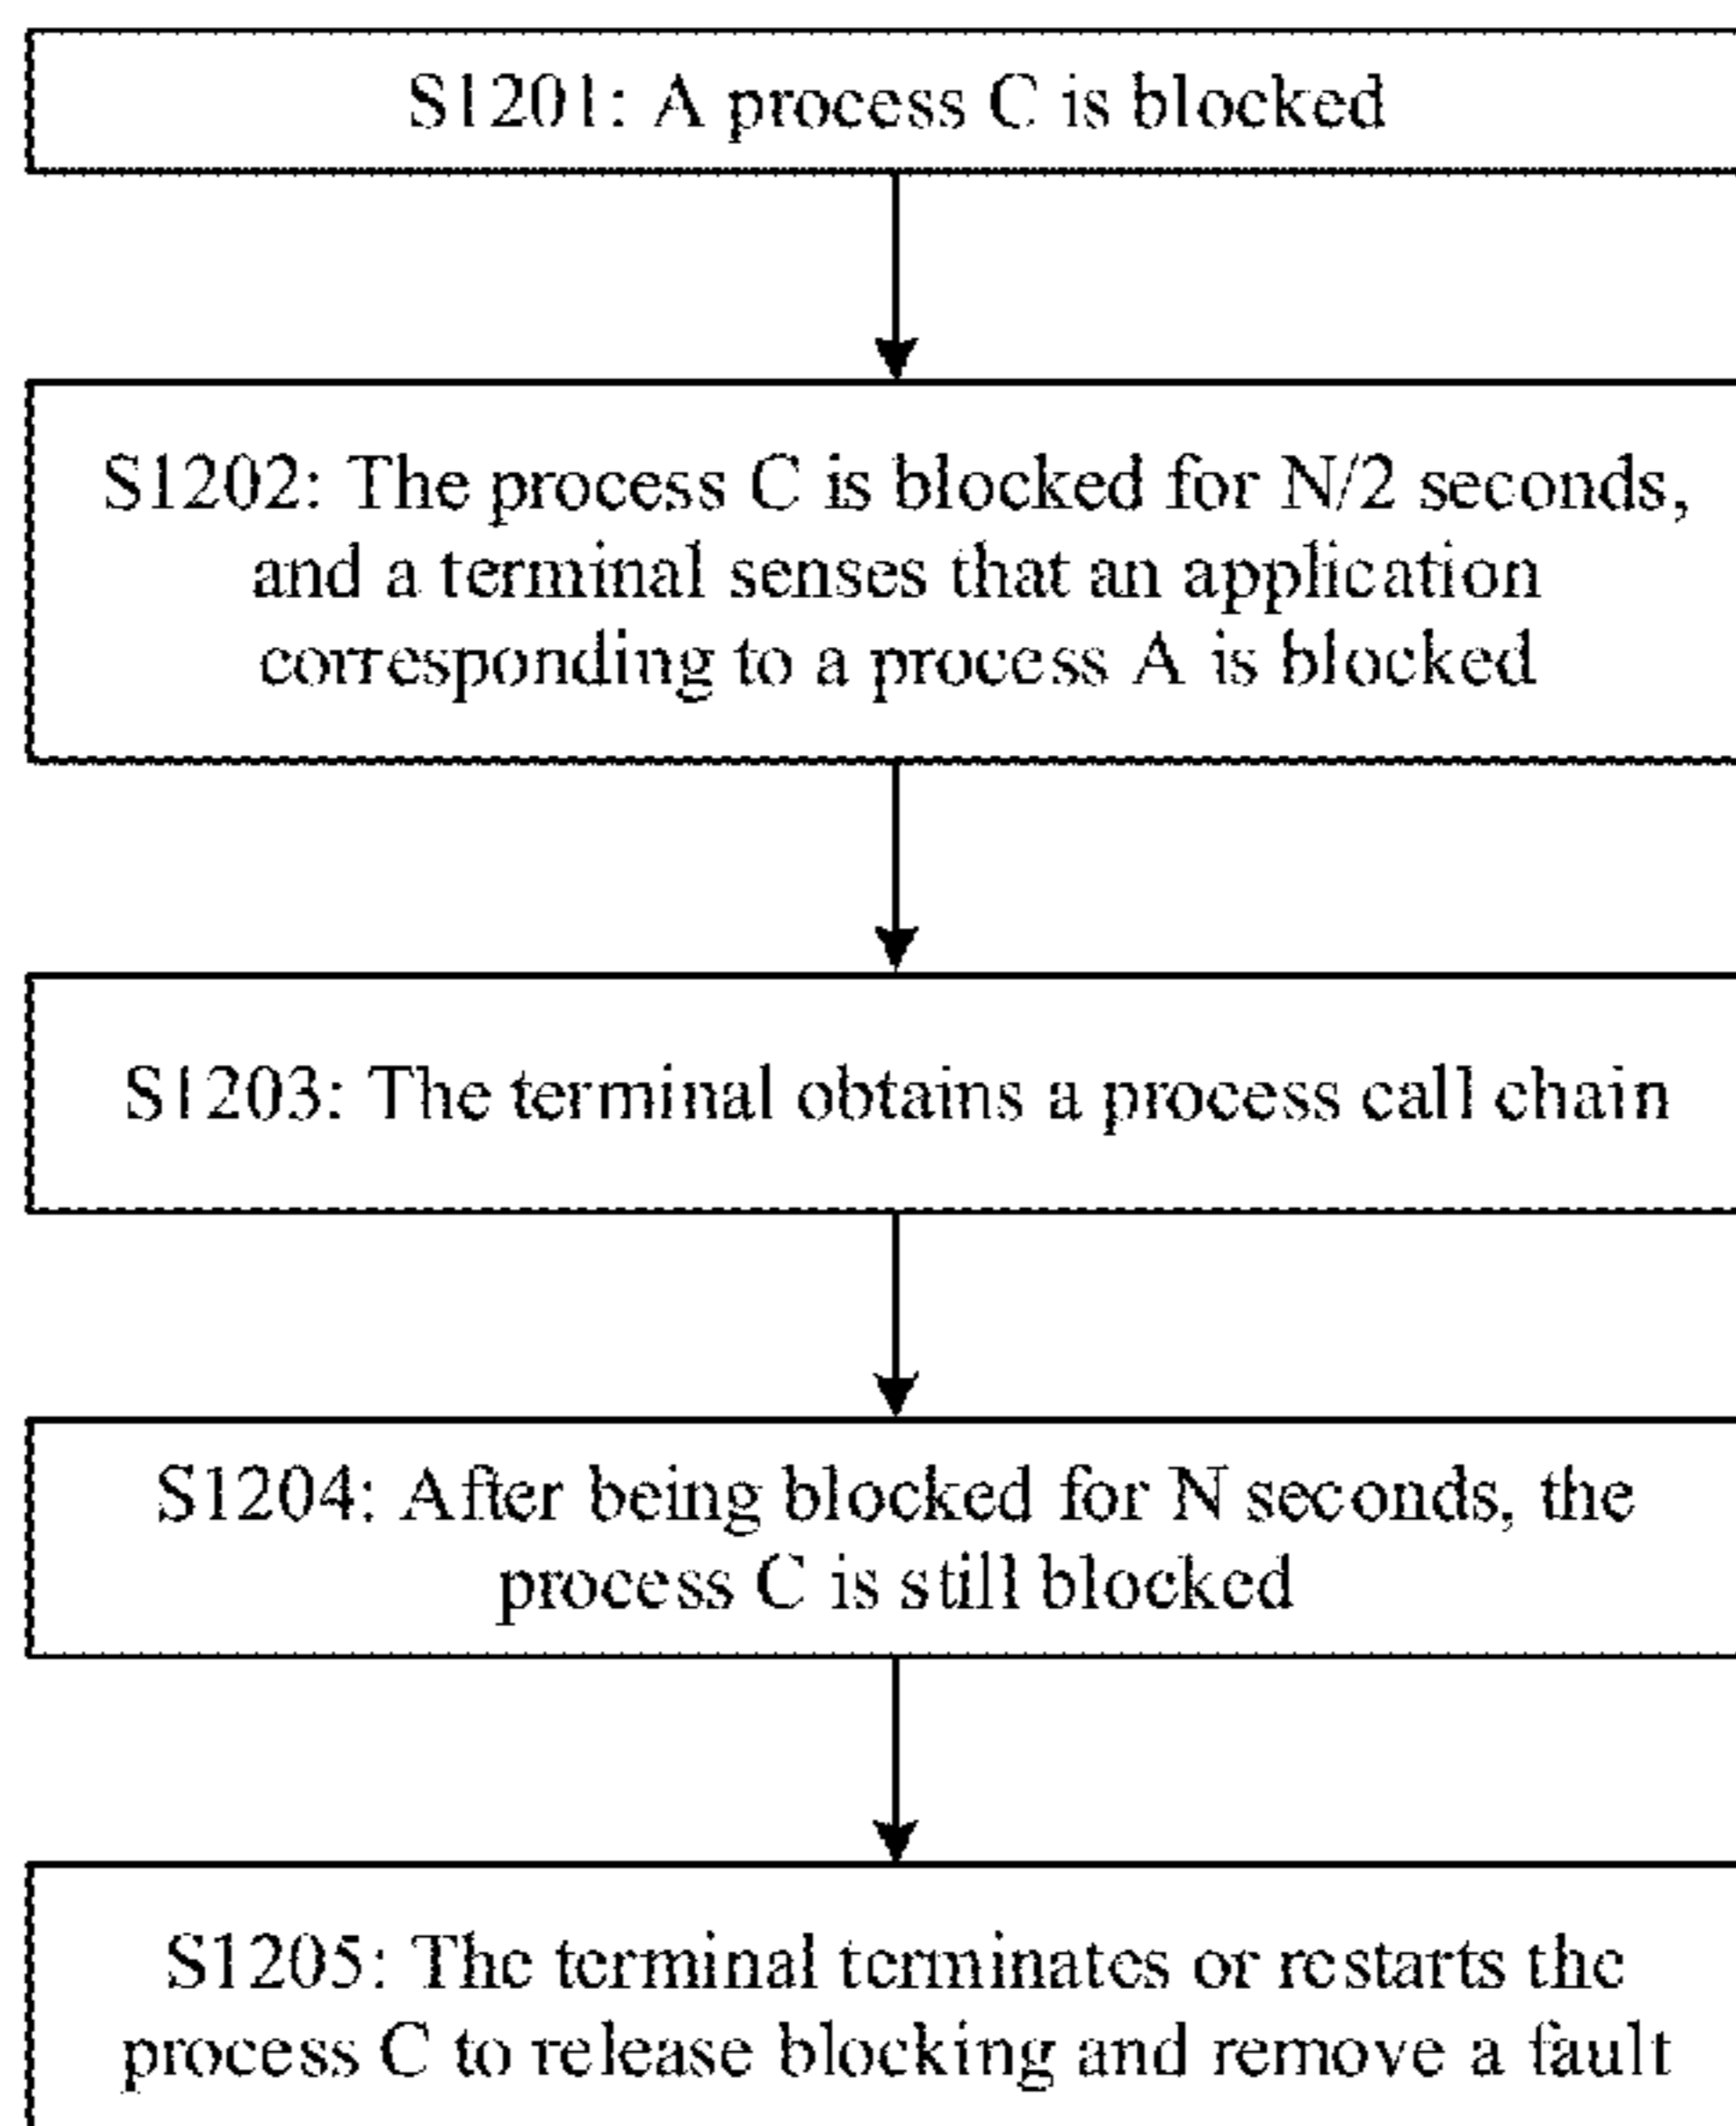 S1201: A process C is blocked
S1202: The process C is blocked for N/2 seconds,
and a terminal senses that an application
corresponding to a process A is blocked
S1203: The terminal obtains a process call chain
S1204: After being blocked for N seconds, the
process C is still blocked
S1205: The terminal terminates or restarts the
process C to release blocking and remove a fault